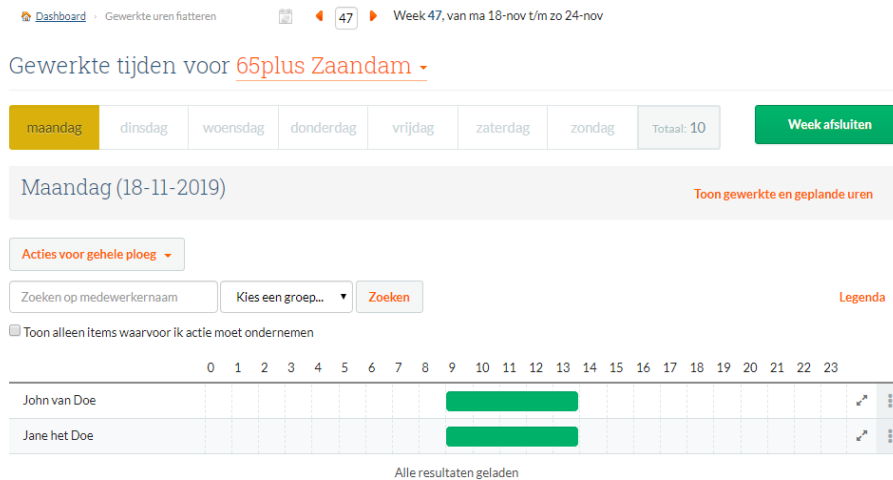 Dashboard › Gewerkte uren fiatteren 47 Week 47, van ma 18-nov t/m zo 24-nov
Gewerkte tijden voor 65plus Zaandam
maandag dinsdag woensdag donderdag vrijdag zaterdag zondag Totaal: 10 Week afsluiten
Maandag (18-11-2019)
Toon gewerkte en geplande uren
Acties voor gehele ploeg
Zoeken op medewerkernaam Kies een groep... Zoeken Legenda
Toon alleen items waarvoor ik actie moet ondernemen
0 1 2 3 4 5 6 7 8 9 10 11 12 13 14 15 16 17 18 19 20 21 22 23
John van Doe
Jane het Doe
Alle resultaten geladen